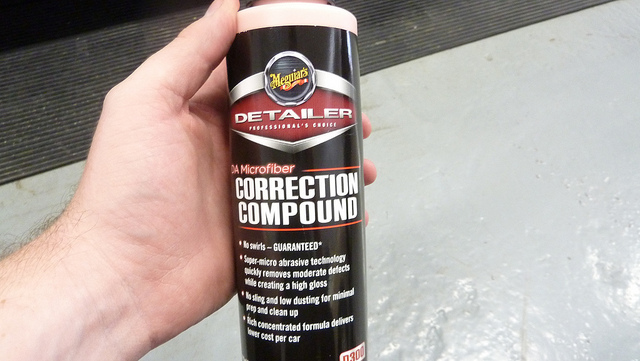 Meguiar's
DETAILER
PROFESSIONAL'S CHOICE
DA Microfiber
CORRECTION
COMPOUND
• No swirls – GUARANTEED*
• Super-micro abrasive technology
quickly removes moderate defects
while creating a high gloss
• No sling and low dusting for minimal
prep and clean up
• Rich concentrated formula delivers
lower cost per car
D300